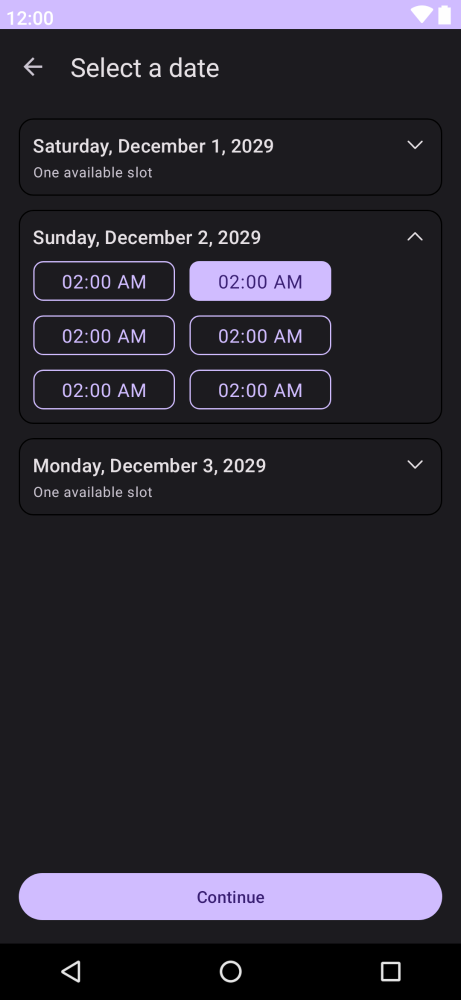 12:00
Select a date
Saturday, December 1, 2029
One available slot
Sunday, December 2, 2029
02:00 AM 02:00 AM
02:00 AM 02:00 AM
02:00 AM 02:00 AM
Monday, December 3, 2029
One available slot
Continue